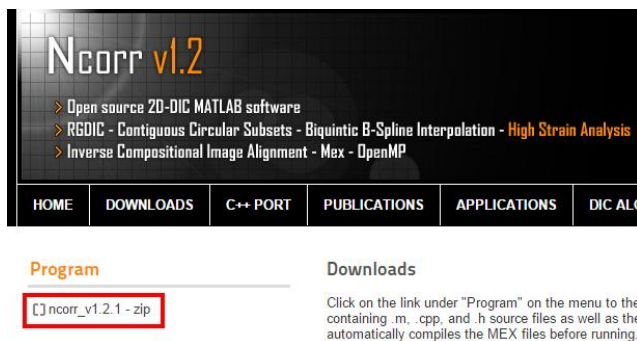 Ncorr v1.2
> Open source 2D-DIC MATLAB software
> RGDIC - Contiguous Circular Subsets - Biquintic B-Spline Interpolation - High Strain Analysis
> Inverse Compositional Image Alignment - Mex - OpenMP
HOME DOWNLOADS C++ PORT PUBLICATIONS APPLICATIONS DIC ALG
Program
[] ncorr_v1.2.1 - zip
Downloads
Click on the link under "Program" on the menu to the
containing .m, .cpp, and .h source files as well as the
automatically compiles the MEX files before running.